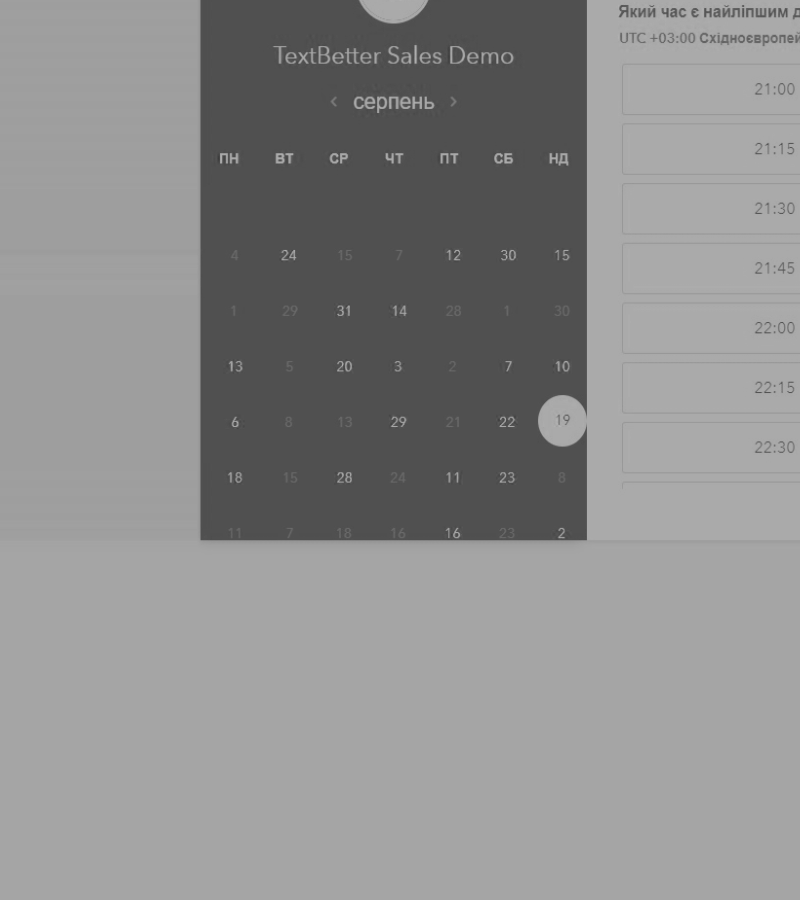 TextBetter Sales Demo
‹ серпень ›
ПН ВТ СР ЧТ ПТ СБ НД
4 24 15 7 12 30 15
1 29 31 14 28 1 30
13 5 20 3 2 7 10
6 8 13 29 21 22 19
18 15 28 24 11 23 8
11 7 18 16 16 23 2
Який час є найліпшим д
UTC +03:00 Східноєвропей
21:00
21:15
21:30
21:45
22:00
22:15
22:30